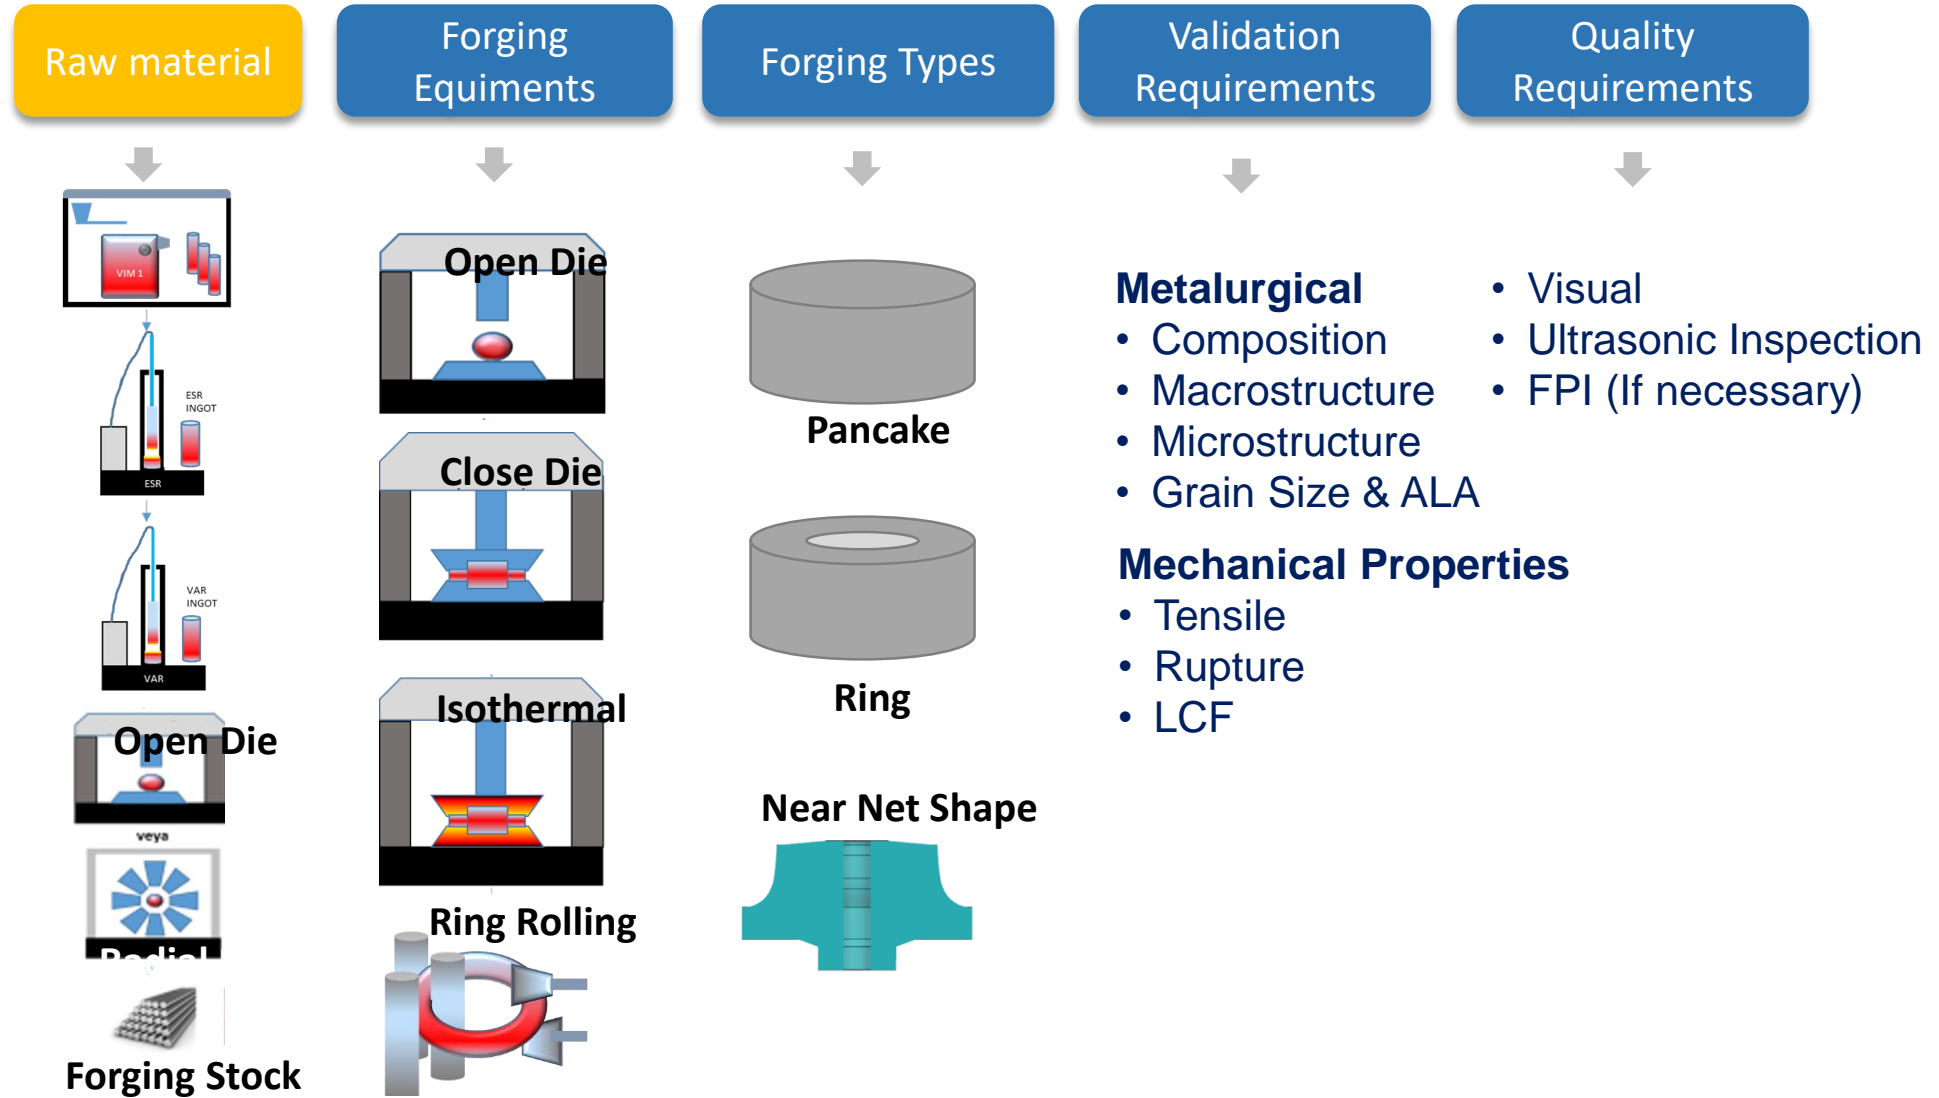 Raw material
Forging
Equiments
Forging Types
Validation
Requirements
Quality
Requirements
VIM 1
ESR
INGOT
ESR
VAR
INGOT
VAR
Open Die
veya
Radial
Forging Stock
Open Die
Close Die
Isothermal
Ring Rolling
Pancake
Ring
Near Net Shape
Metalurgical
• Composition
• Macrostructure
• Microstructure
• Grain Size & ALA
Mechanical Properties
• Tensile
• Rupture
• LCF
• Visual
• Ultrasonic Inspection
• FPI (If necessary)